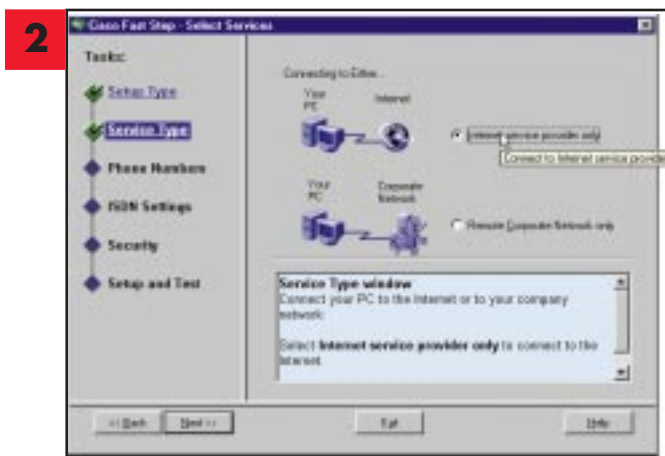 2
Cisco Fast Step - Select Services
Tasks:
Setup Type
Service Type
Phone Numbers
ISDN Settings
Security
Setup and Test
Connecting to Either...
Your PC
Internet
Internet service provider only
Connect to Internet service provide
Your PC
Corporate Network
Remote Corporate Network only
Service Type window
Connect your PC to the Internet or to your company
network:
Select Internet service provider only to connect to the
Internet.
<< Back
Next >>
Exit
Help